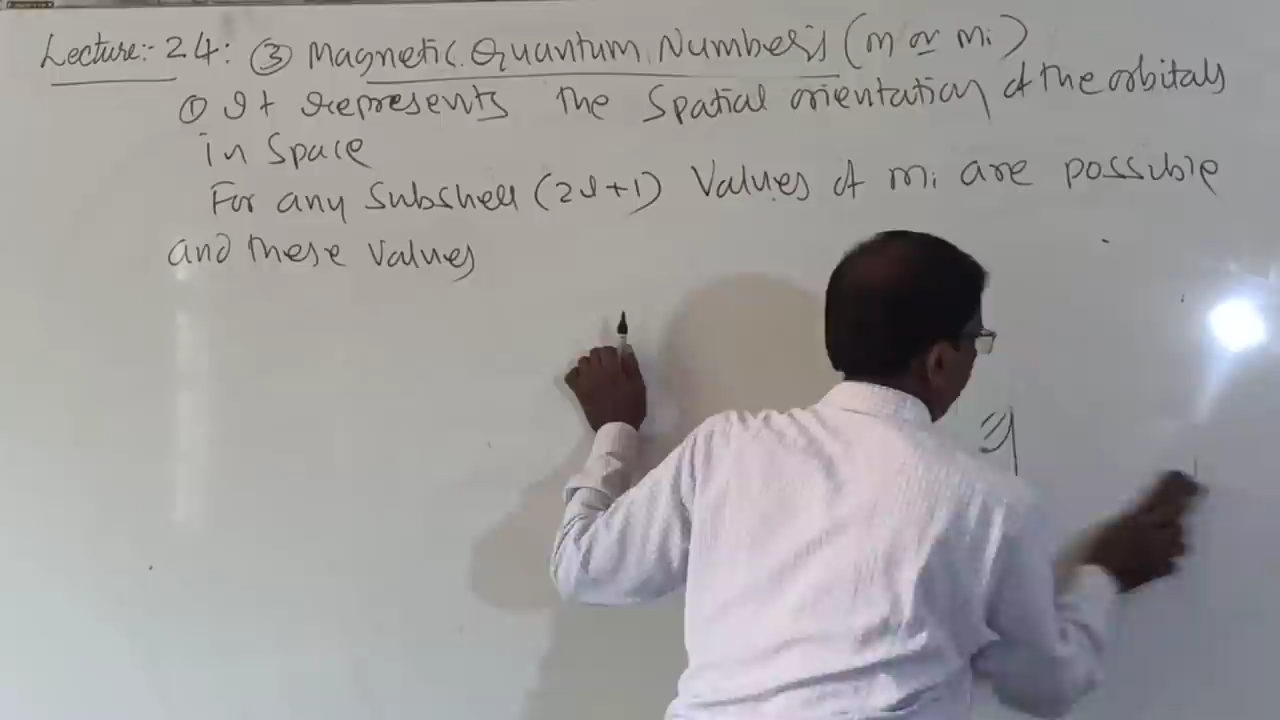 Lecture:- 24: ③ Magnetic Quantum Numbers (m or ml)
① It represents the Spatial orientation of the orbitals
in Space
For any Subshell (2l+1) Values of ml are possible
and these Values